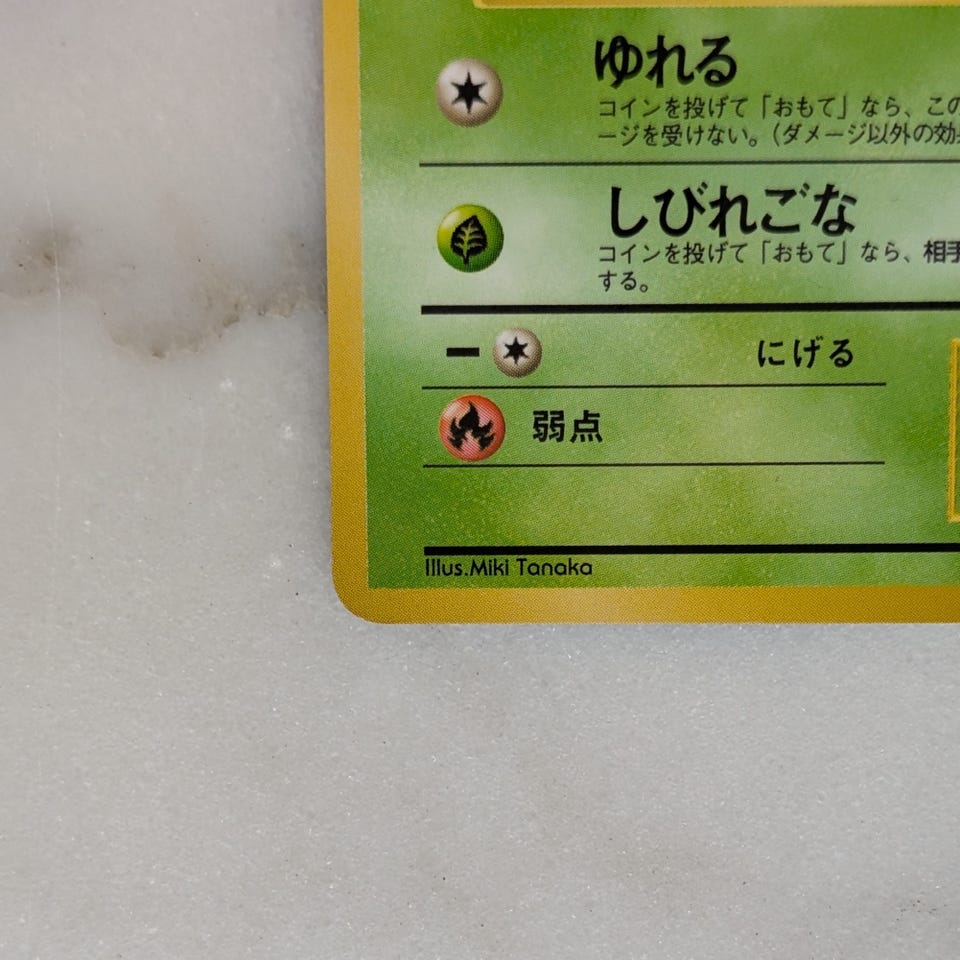 ゆれる
コインを投げて「おもて」なら、この
ージを受けない。（ダメージ以外の効果
しびれごな
コインを投げて「おもて」なら、相手
する。
にげる
弱点
Illus.Miki Tanaka